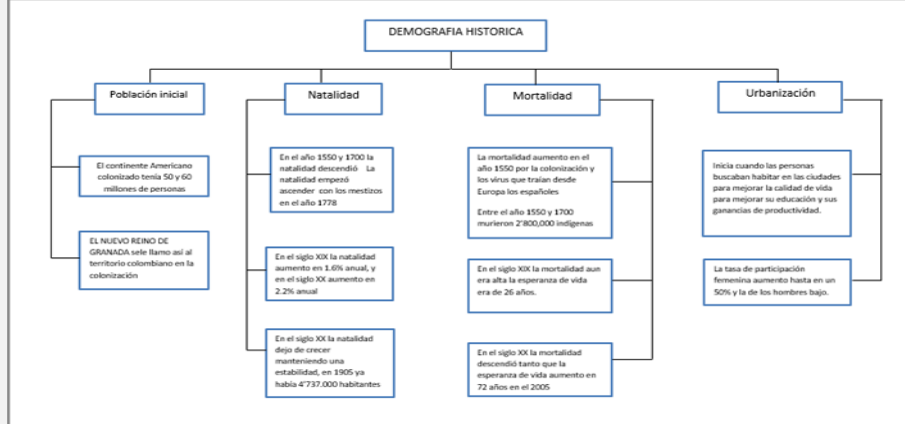 DEMOGRAFIA HISTORICA
Población inicial
El continente Americano
colonizado tenía 50 y 60
millones de personas
EL NUEVO REINO DE
GRANADA sele llamo así al
territorio colombiano en la
colonización
Natalidad
En el año 1550 y 1700 la
natalidad descendió La
natalidad empezó
ascender con los mestizos
en el año 1778
En el siglo XIX la natalidad
aumento en 1.6% anual, y
en el siglo XX aumento en
2.2% anual
En el siglo XX la natalidad
dejo de crecer
manteniendo una
estabilidad, en 1905 ya
había 4'737.000 habitantes
Mortalidad
La mortalidad aumento en el
año 1550 por la colonización y
los virus que traían desde
Europa los españoles
Entre el año 1550 y 1700
murieron 2'800,000 indígenas
En el siglo XIX la mortalidad aun
era alta la esperanza de vida
era de 26 años.
En el siglo XX la mortalidad
descendió tanto que la
esperanza de vida aumento en
72 años en el 2005
Urbanización
Inicia cuando las personas
buscaban habitar en las ciudades
para mejorar la calidad de vida
para mejorar su educación y sus
ganancias de productividad.
La tasa de participación
femenina aumento hasta en un
50% y la de los hombres bajo.